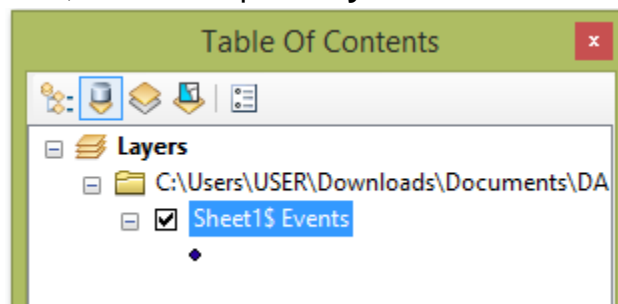 Table Of Contents
x
Layers
C:\Users\USER\Downloads\Documents\DA
Sheet1$ Events